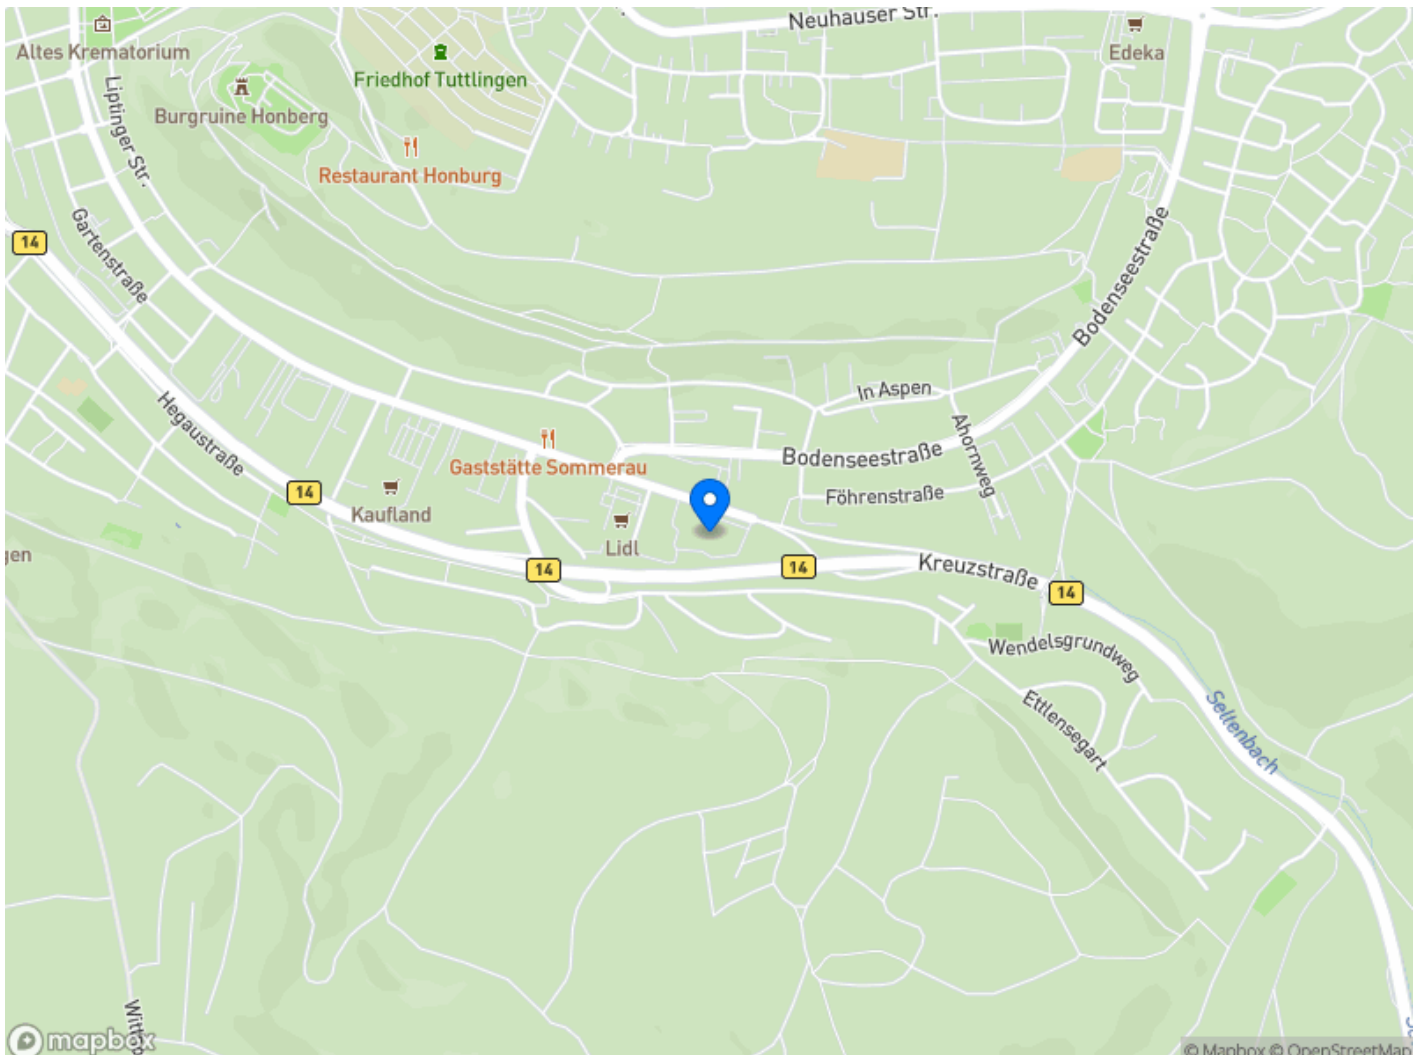 Neuhauser Str.
Edeka
Altes Krematorium
Friedhof Tuttlingen
Burgruine Honberg
Liptinger Str.
Restaurant Honburg
Gartenstraße
14
Bodenseestraße
In Aspen
Hegaustraße
Ahornweg
Bodenseestraße
Gaststätte Sommerau
14
Kaufland
Föhrenstraße
Lidl
14
14
Kreuzstraße
14
Wendelsgrundweg
Ettlensegart
Seltenbach
mapbox
© Mapbox © OpenStreetMap